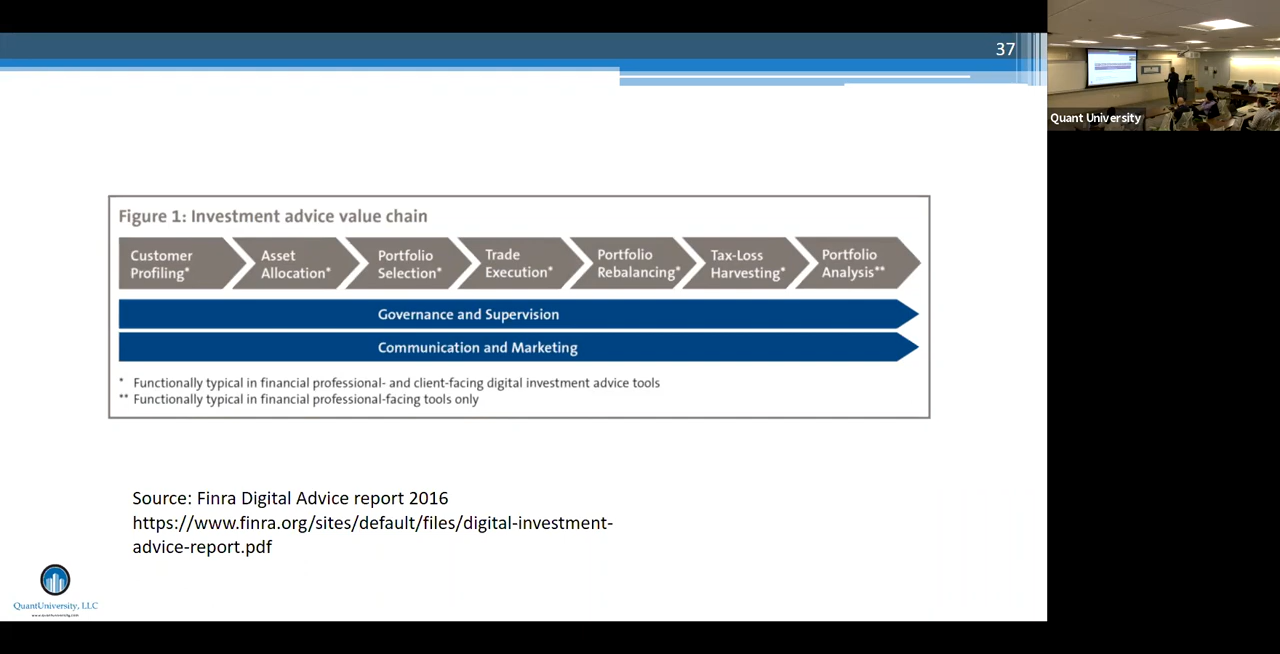 37
Quant University
Figure 1: Investment advice value chain
Customer
Profiling*
Asset
Allocation*
Portfolio
Selection*
Trade
Execution*
Portfolio
Rebalancing*
Tax-Loss
Harvesting*
Portfolio
Analysis**
Governance and Supervision
Communication and Marketing
* Functionally typical in financial professional- and client-facing digital investment advice tools
** Functionally typical in financial professional-facing tools only
Source: Finra Digital Advice report 2016
https://www.finra.org/sites/default/files/digital-investment-
advice-report.pdf
QuantUniversity, LLC